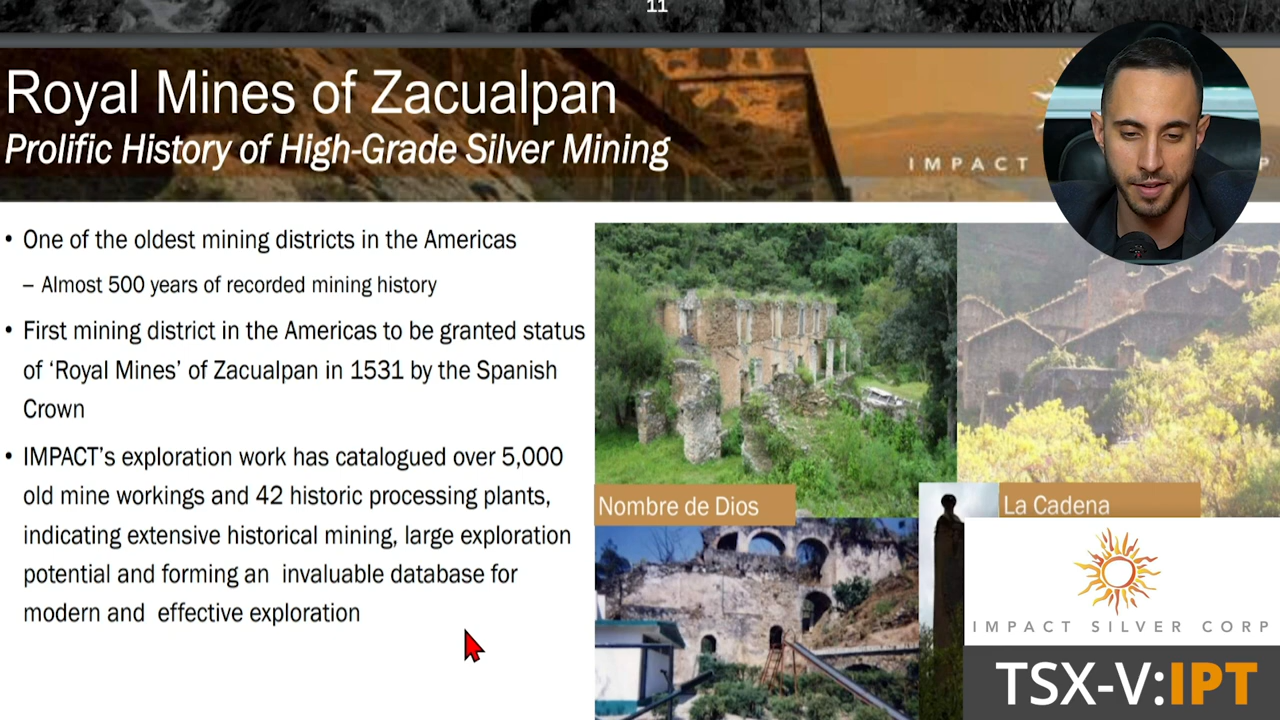 11
Royal Mines of Zacualpan
Prolific History of High-Grade Silver Mining
IMPACT
• One of the oldest mining districts in the Americas
– Almost 500 years of recorded mining history
• First mining district in the Americas to be granted status
of ‘Royal Mines’ of Zacualpan in 1531 by the Spanish
Crown
• IMPACT’s exploration work has catalogued over 5,000
old mine workings and 42 historic processing plants,
indicating extensive historical mining, large exploration
potential and forming an invaluable database for
modern and effective exploration
Nombre de Dios
La Cadena
IMPACT SILVER CORP
TSX-V:IPT